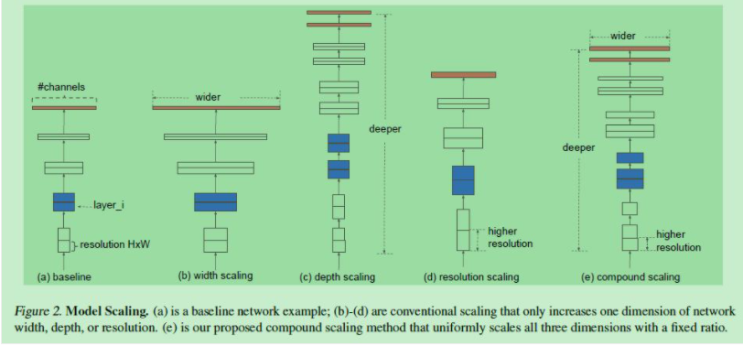 #channels
wider
wider
deeper
deeper
layer_i
resolution HxW
higher
resolution
higher
resolution
(a) baseline
(b) width scaling
(c) depth scaling
(d) resolution scaling
(e) compound scaling
Figure 2. Model Scaling. (a) is a baseline network example; (b)-(d) are conventional scaling that only increases one dimension of network
width, depth, or resolution. (e) is our proposed compound scaling method that uniformly scales all three dimensions with a fixed ratio.